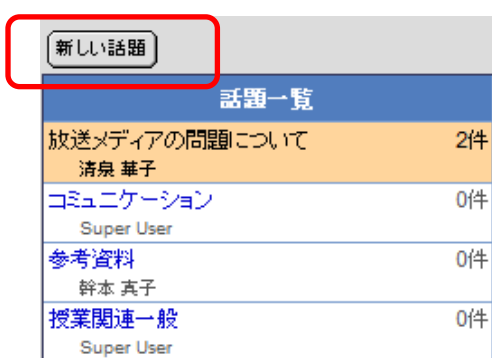 新しい話題
話題一覧
放送メディアの問題について 2件
清泉 華子
コミュニケーション 0件
Super User
参考資料 0件
幹本 真子
授業関連一般 0件
Super User